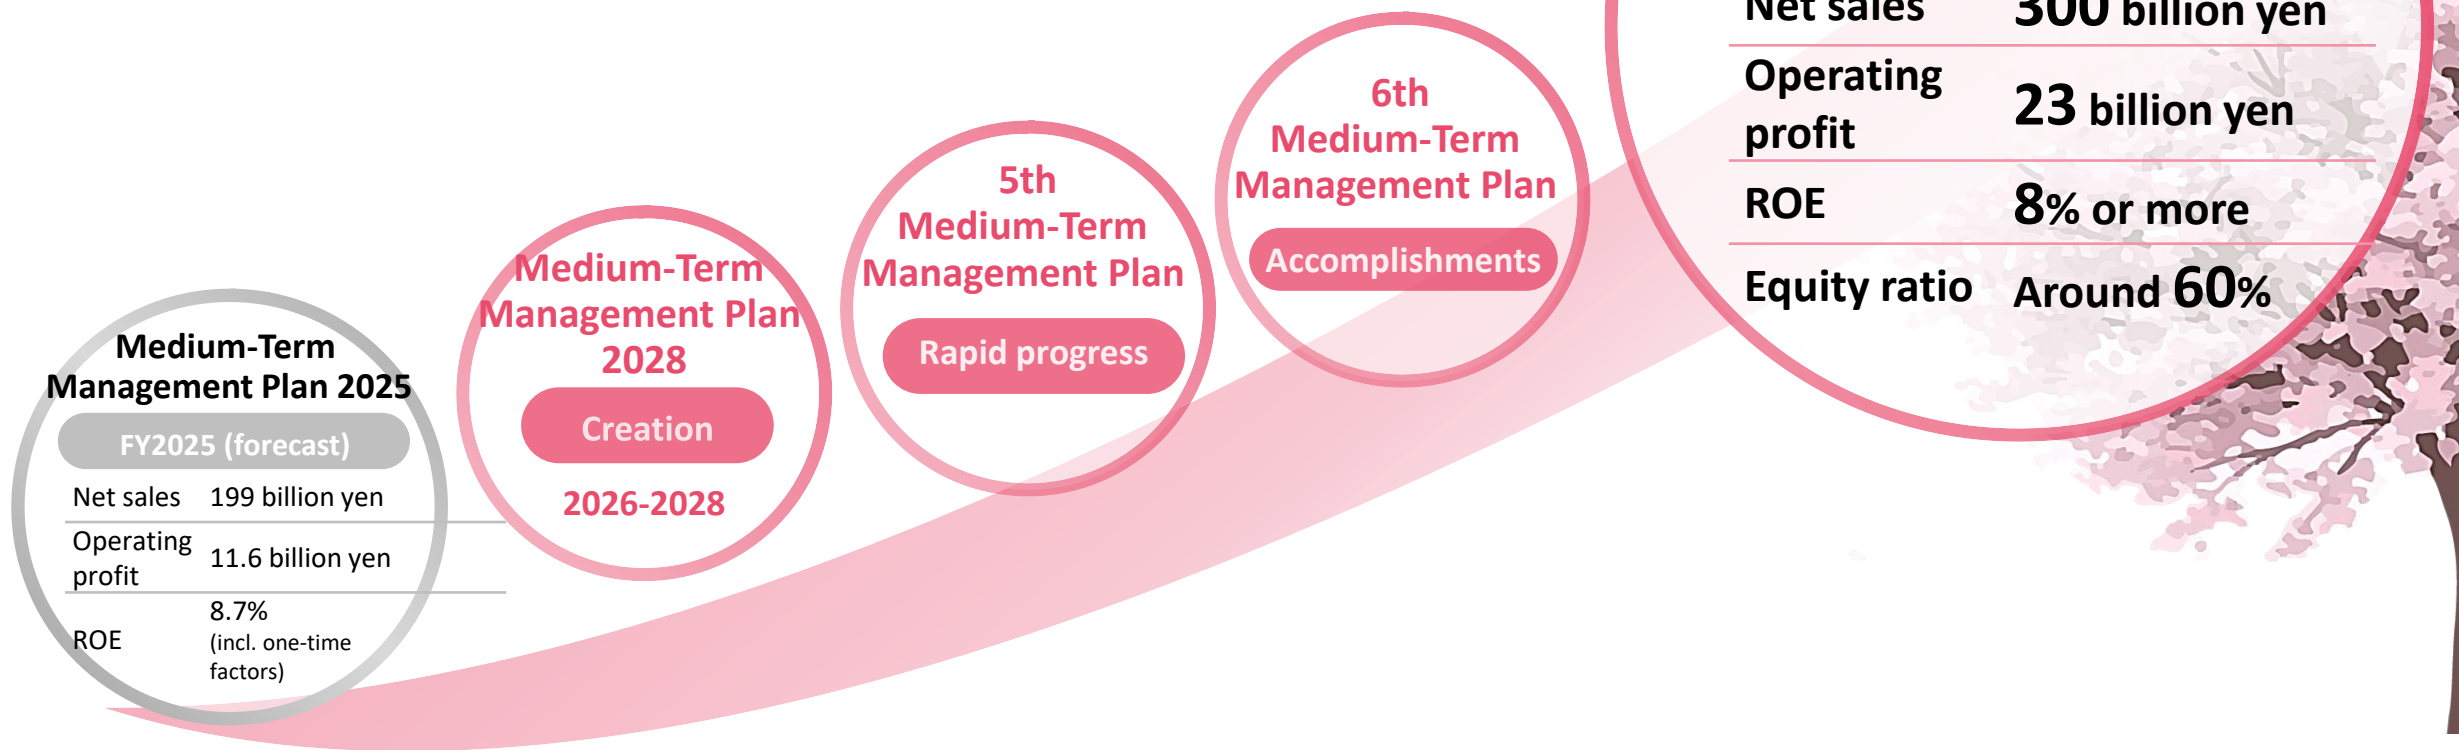 Medium-Term
Management Plan 2025
FY2025 (forecast)
Net sales 199 billion yen
Operating
profit
11.6 billion yen
ROE
8.7%
(incl. one-time
factors)
Medium-Term
Management Plan
2028
Creation
2026-2028
5th
Medium-Term
Management Plan
Rapid progress
6th
Medium-Term
Management Plan
Accomplishments
Net sales 300 billion yen
Operating
profit
23 billion yen
ROE 8% or more
Equity ratio Around 60%